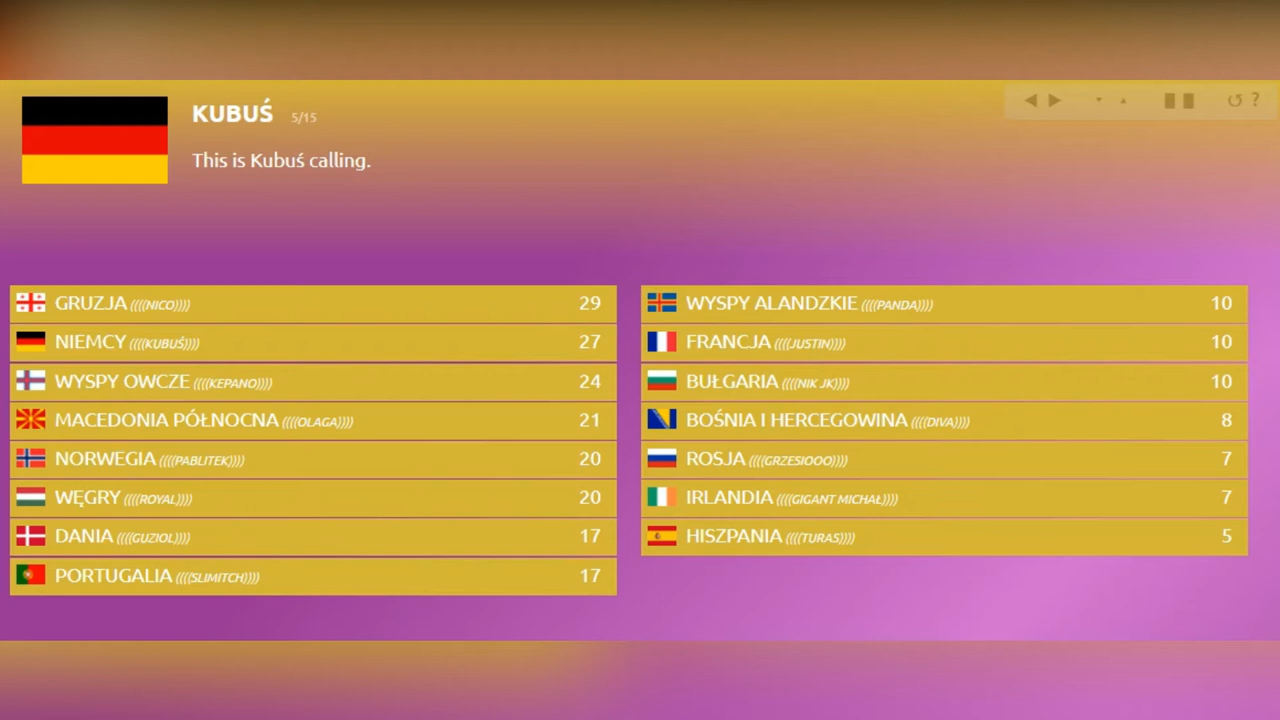 KUBUŚ 5/15
This is Kubuś calling.
GRUZJA ((((NICO)))) 29
NIEMCY ((((KUBUŚ)))) 27
WYSPY OWCZE ((((KEPANO)))) 24
MACEDONIA PÓŁNOCNA ((((OLAGA)))) 21
NORWEGIA ((((PABLITEK)))) 20
WĘGRY ((((ROYAL)))) 20
DANIA ((((GUZIOL)))) 17
PORTUGALIA ((((SLIMITCH)))) 17
WYSPY ALANDZKIE ((((PANDA)))) 10
FRANCJA ((((JUSTIN)))) 10
BUŁGARIA ((((NIK JK)))) 10
BOŚNIA I HERCEGOWINA ((((DIVA)))) 8
ROSJA ((((GRZESIOOO)))) 7
IRLANDIA ((((GIGANT MICHAŁ)))) 7
HISZPANIA ((((TURAS)))) 5